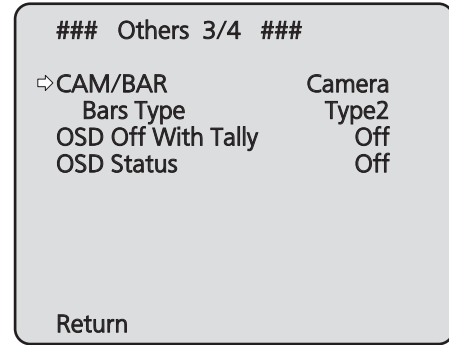 ### Others 3/4 ###
⇨CAM/BAR Camera
Bars Type Type2
OSD Off With Tally Off
OSD Status Off
Return